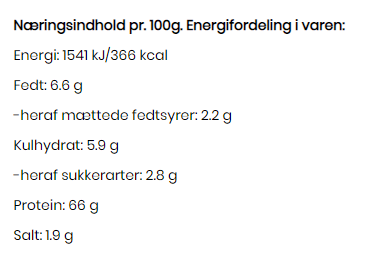 Næringsindhold pr. 100g. Energifordeling i varen:
Energi: 1541 kJ/366 kcal
Fedt: 6.6 g
-heraf mættede fedtsyrer: 2.2 g
Kulhydrat: 5.9 g
-heraf sukkerarter: 2.8 g
Protein: 66 g
Salt: 1.9 g